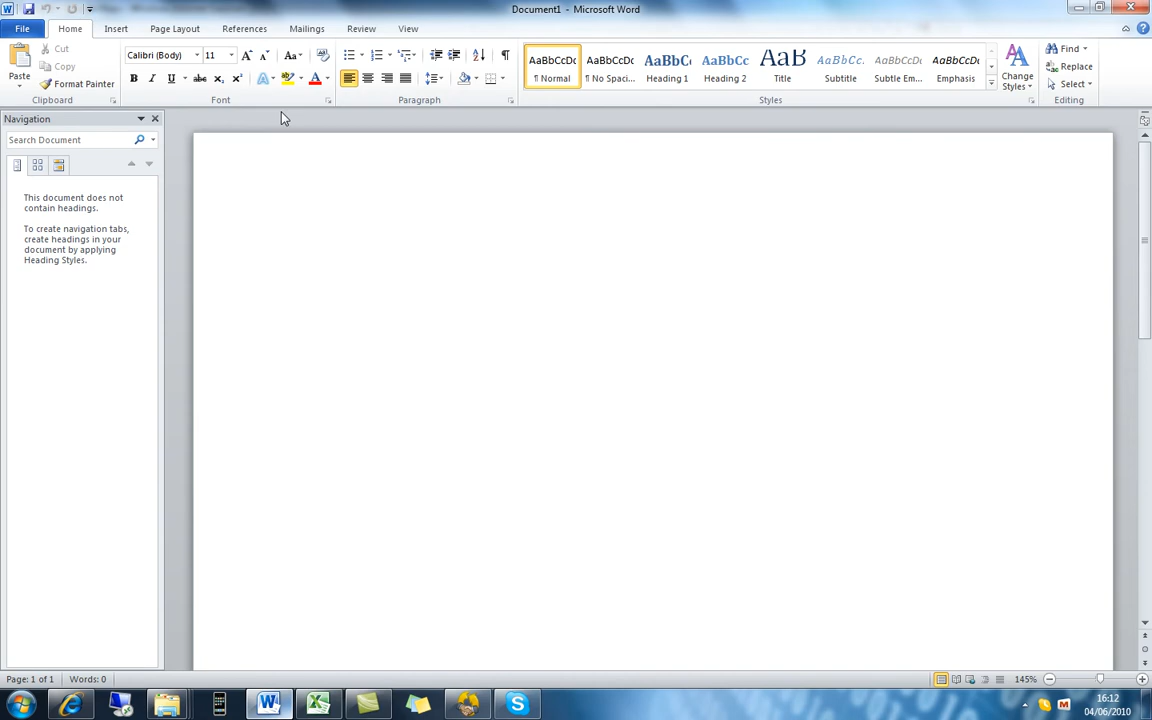 Document1 - Microsoft Word
File Home Insert Page Layout References Mailings Review View
Paste
Cut
Copy
Format Painter
Clipboard
Calibri (Body) 11
Font
Paragraph
AaBbCcDc AaBbCcDc AaBbC AaBbCc AaB AaBbCc. AaBbCcDc AaBbCcDc
¶ Normal ¶ No Spaci... Heading 1 Heading 2 Title Subtitle Subtle Em... Emphasis
Change
Styles
Styles
Find
Replace
Select
Editing
Navigation
Search Document
This document does not
contain headings.
To create navigation tabs,
create headings in your
document by applying
Heading Styles.
Page: 1 of 1 Words: 0
145%
16:12
04/06/2010